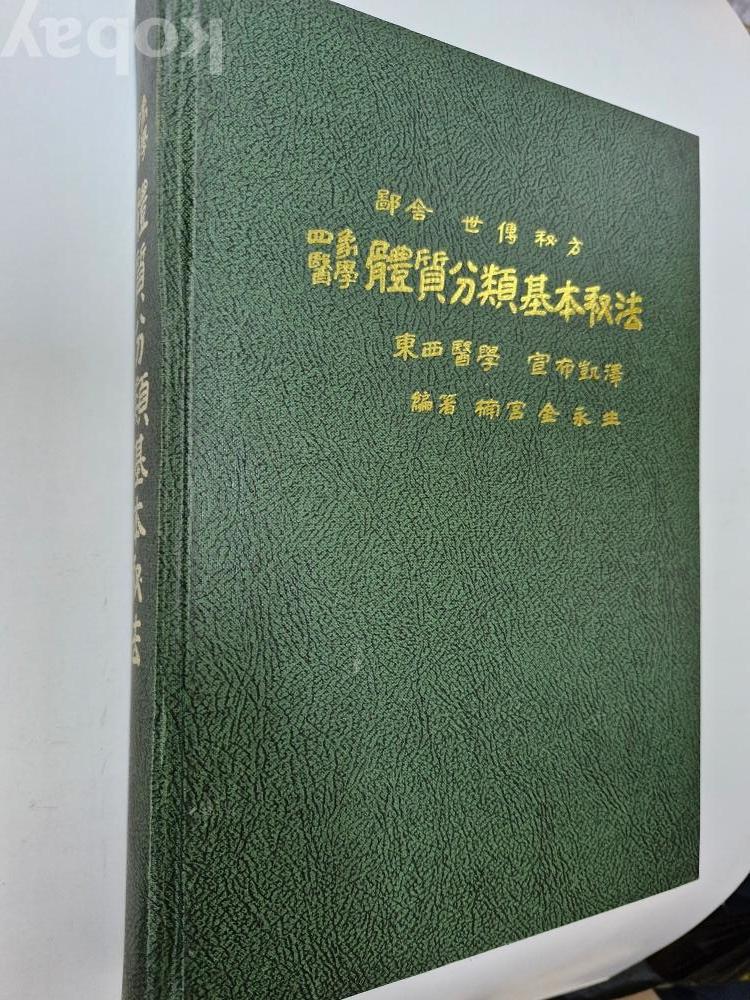 kobay
鄙舍 世傳秘方
四象醫學 體質分類基本秘法
東西醫學 宣布凱澤
編著 楠宮 金永生
體質分類基本秘法